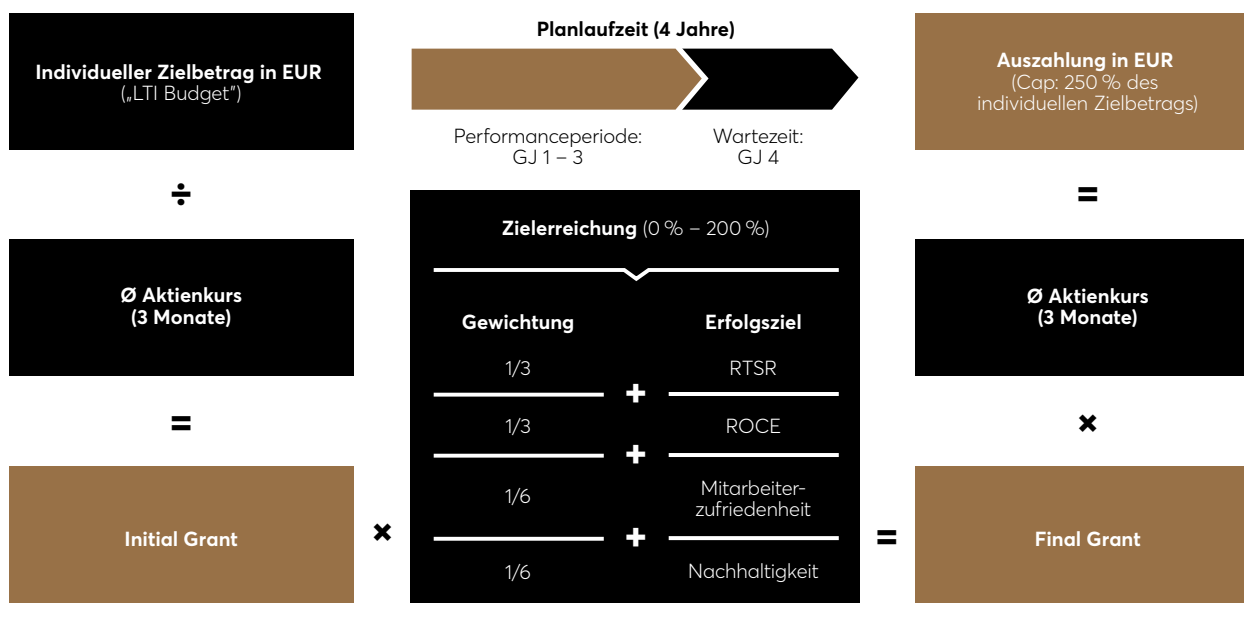 Individueller Zielbetrag in EUR
(„LTI Budget")
÷
Ø Aktienkurs
(3 Monate)
=
Initial Grant
×
Planlaufzeit (4 Jahre)
Performanceperiode:
GJ 1 – 3
Wartezeit:
GJ 4
Zielerreichung (0 % – 200 %)
Gewichtung Erfolgsziel
1/3 RTSR
+
1/3 ROCE
+
1/6 Mitarbeiter-
zufriedenheit
+
1/6 Nachhaltigkeit
=
Auszahlung in EUR
(Cap: 250 % des
individuellen Zielbetrags)
=
Ø Aktienkurs
(3 Monate)
×
Final Grant